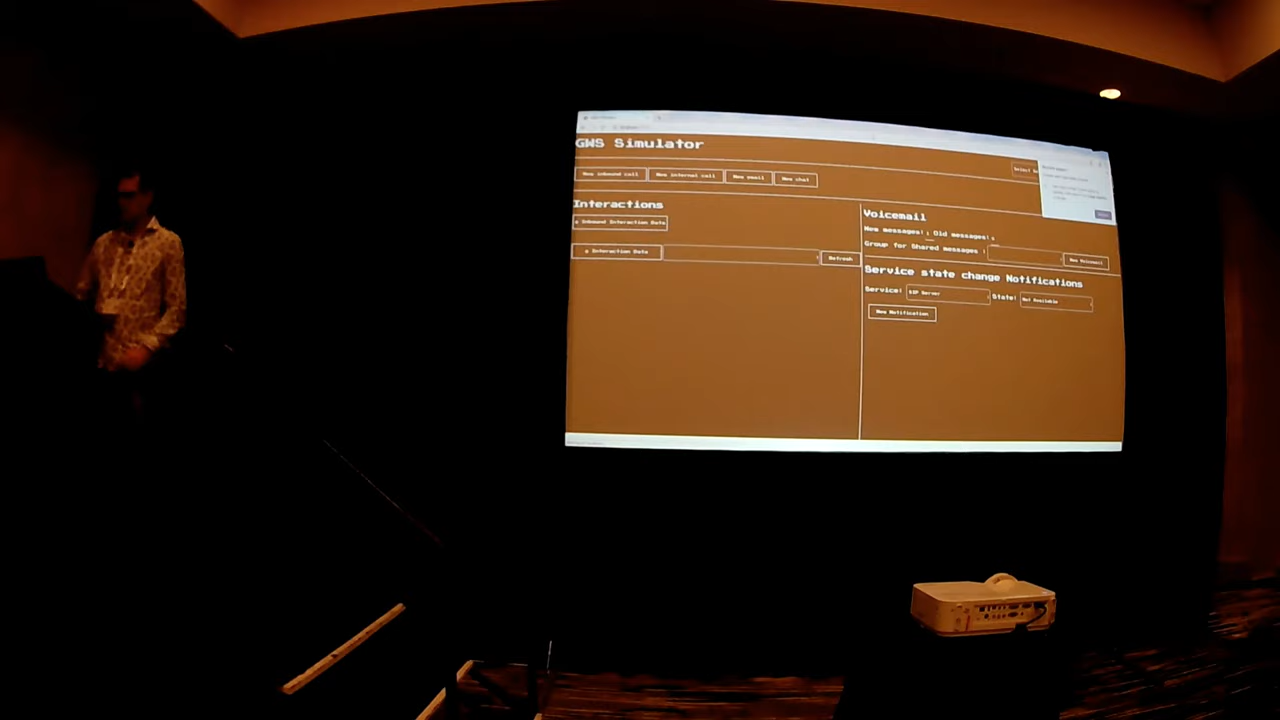 GWS Simulator
New inbound call
New internal call
New email
New chat
Interactions
Inbound Interaction Data
Interaction Data
Refresh
Voicemail
New messages: Old messages:
Group for Shared messages :
New Voicemail
Service state change Notifications
Service: SIP Server State: Not Available
New Notification